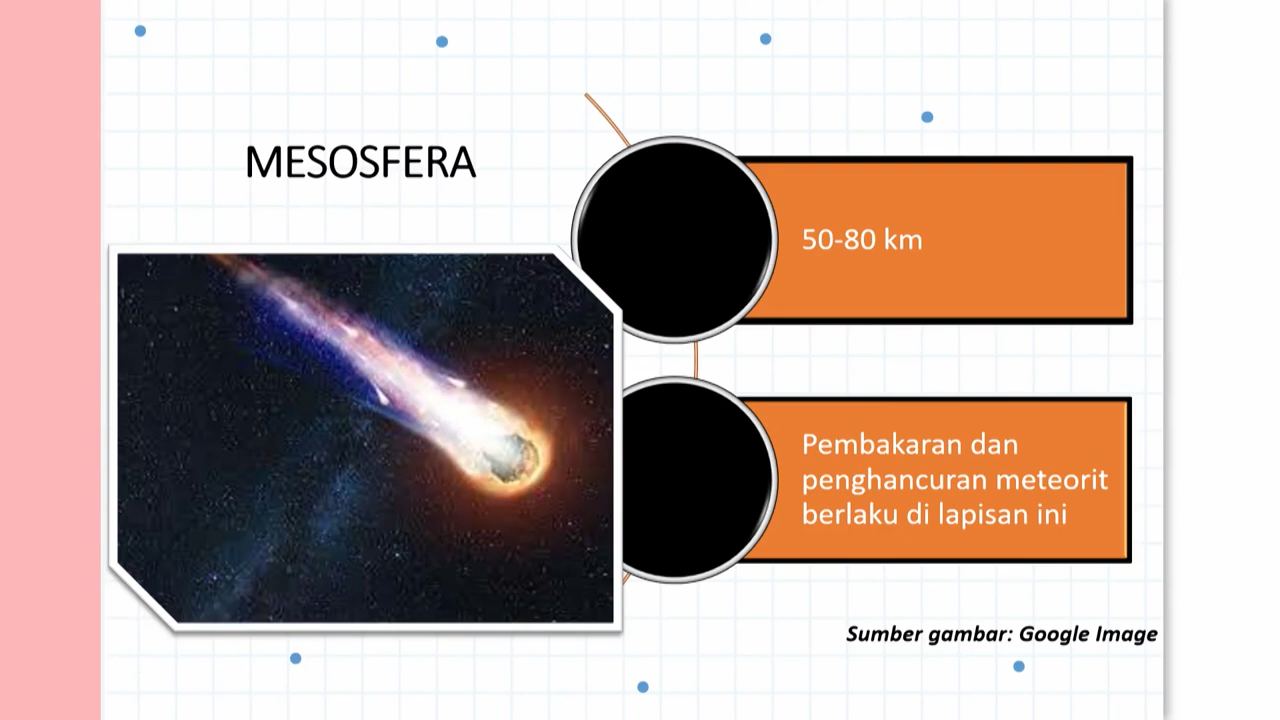 MESOSFERA
50-80 km
Pembakaran dan
penghancuran meteorit
berlaku di lapisan ini
Sumber gambar: Google Image